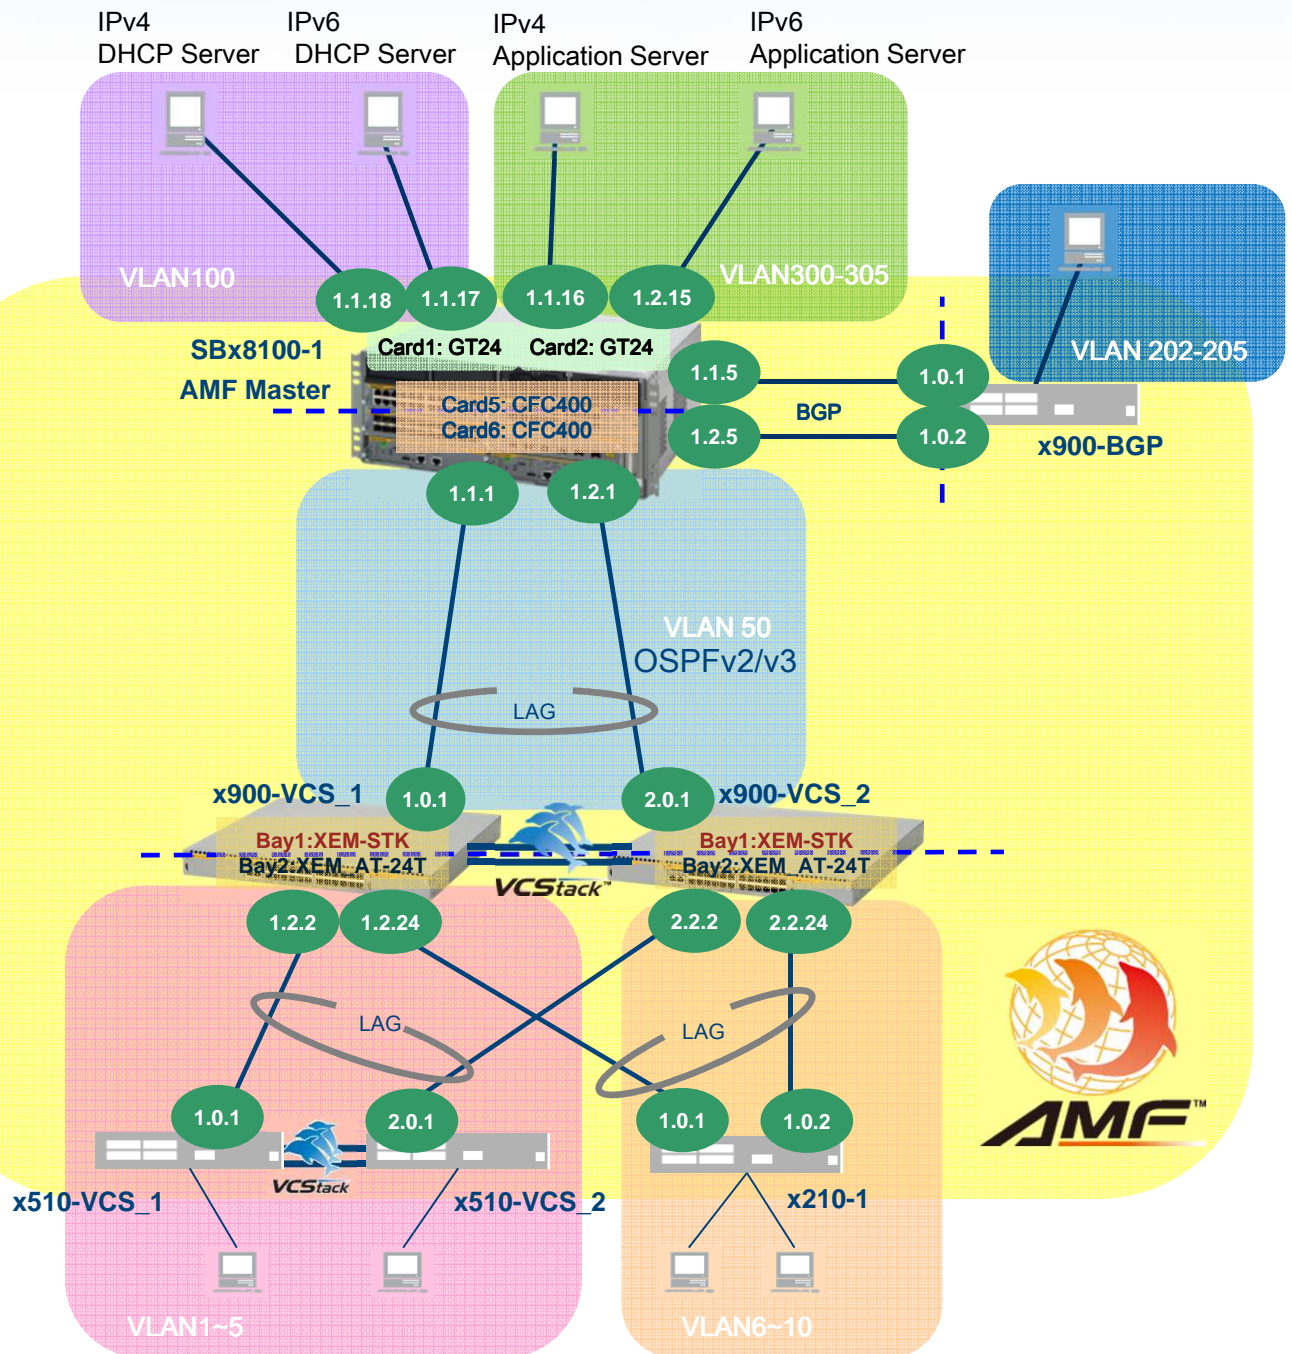 IPv4
DHCP Server
IPv6
DHCP Server
IPv4
Application Server
IPv6
Application Server
VLAN100
VLAN300-305
1.1.18
1.1.17
1.1.16
1.2.15
SBx8100-1
AMF Master
Card1: GT24
Card2: GT24
Card5: CFC400
Card6: CFC400
1.1.5
1.2.5
BGP
1.0.1
1.0.2
VLAN 202-205
x900-BGP
1.1.1
1.2.1
VLAN 50
OSPFv2/v3
LAG
x900-VCS_1
1.0.1
2.0.1
x900-VCS_2
Bay1:XEM-STK
Bay2:XEM_AT-24T
VCStack™
Bay1:XEM-STK
Bay2:XEM_AT-24T
1.2.2
1.2.24
2.2.2
2.2.24
LAG
LAG
1.0.1
2.0.1
1.0.1
1.0.2
AMF™
VCStack
x510-VCS_1
x510-VCS_2
x210-1
VLAN1~5
VLAN6~10